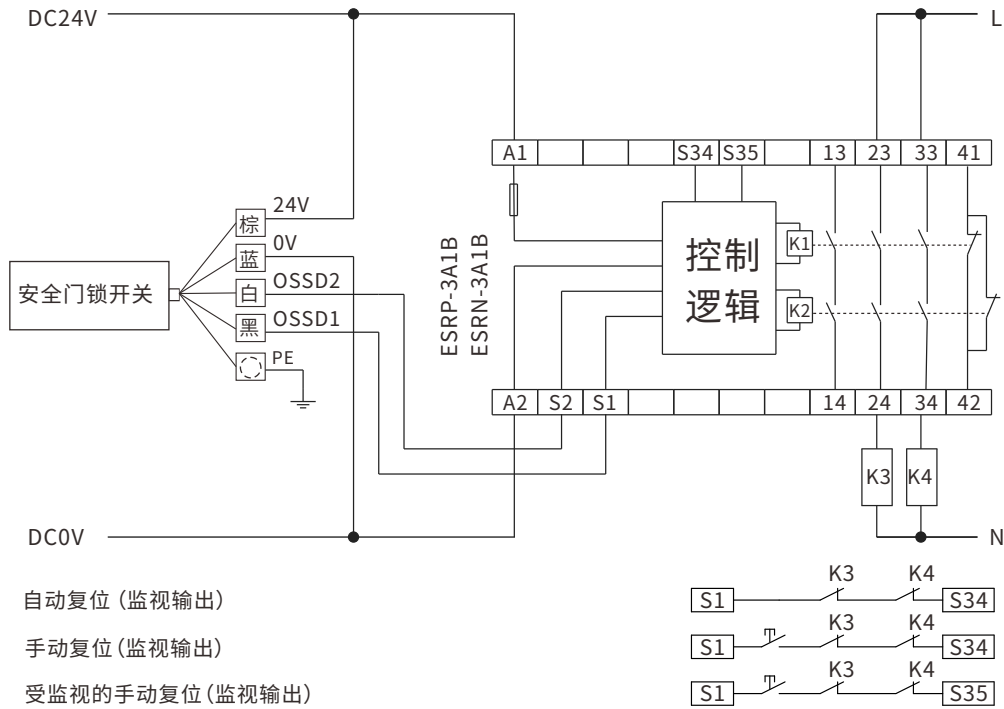 DC24V
L
A1 S34 S35 13 23 33 41
棕 24V
蓝 0V
白 OSSD2
黑 OSSD1
PE
安全门锁开关
ESRP-3A1B
ESRN-3A1B
控制
逻辑
K1
K2
A2 S2 S1 14 24 34 42
K3 K4
DC0V
N
自动复位(监视输出)
S1 K3 K4 S34
手动复位(监视输出)
S1 K3 K4 S34
受监视的手动复位(监视输出)
S1 K3 K4 S35